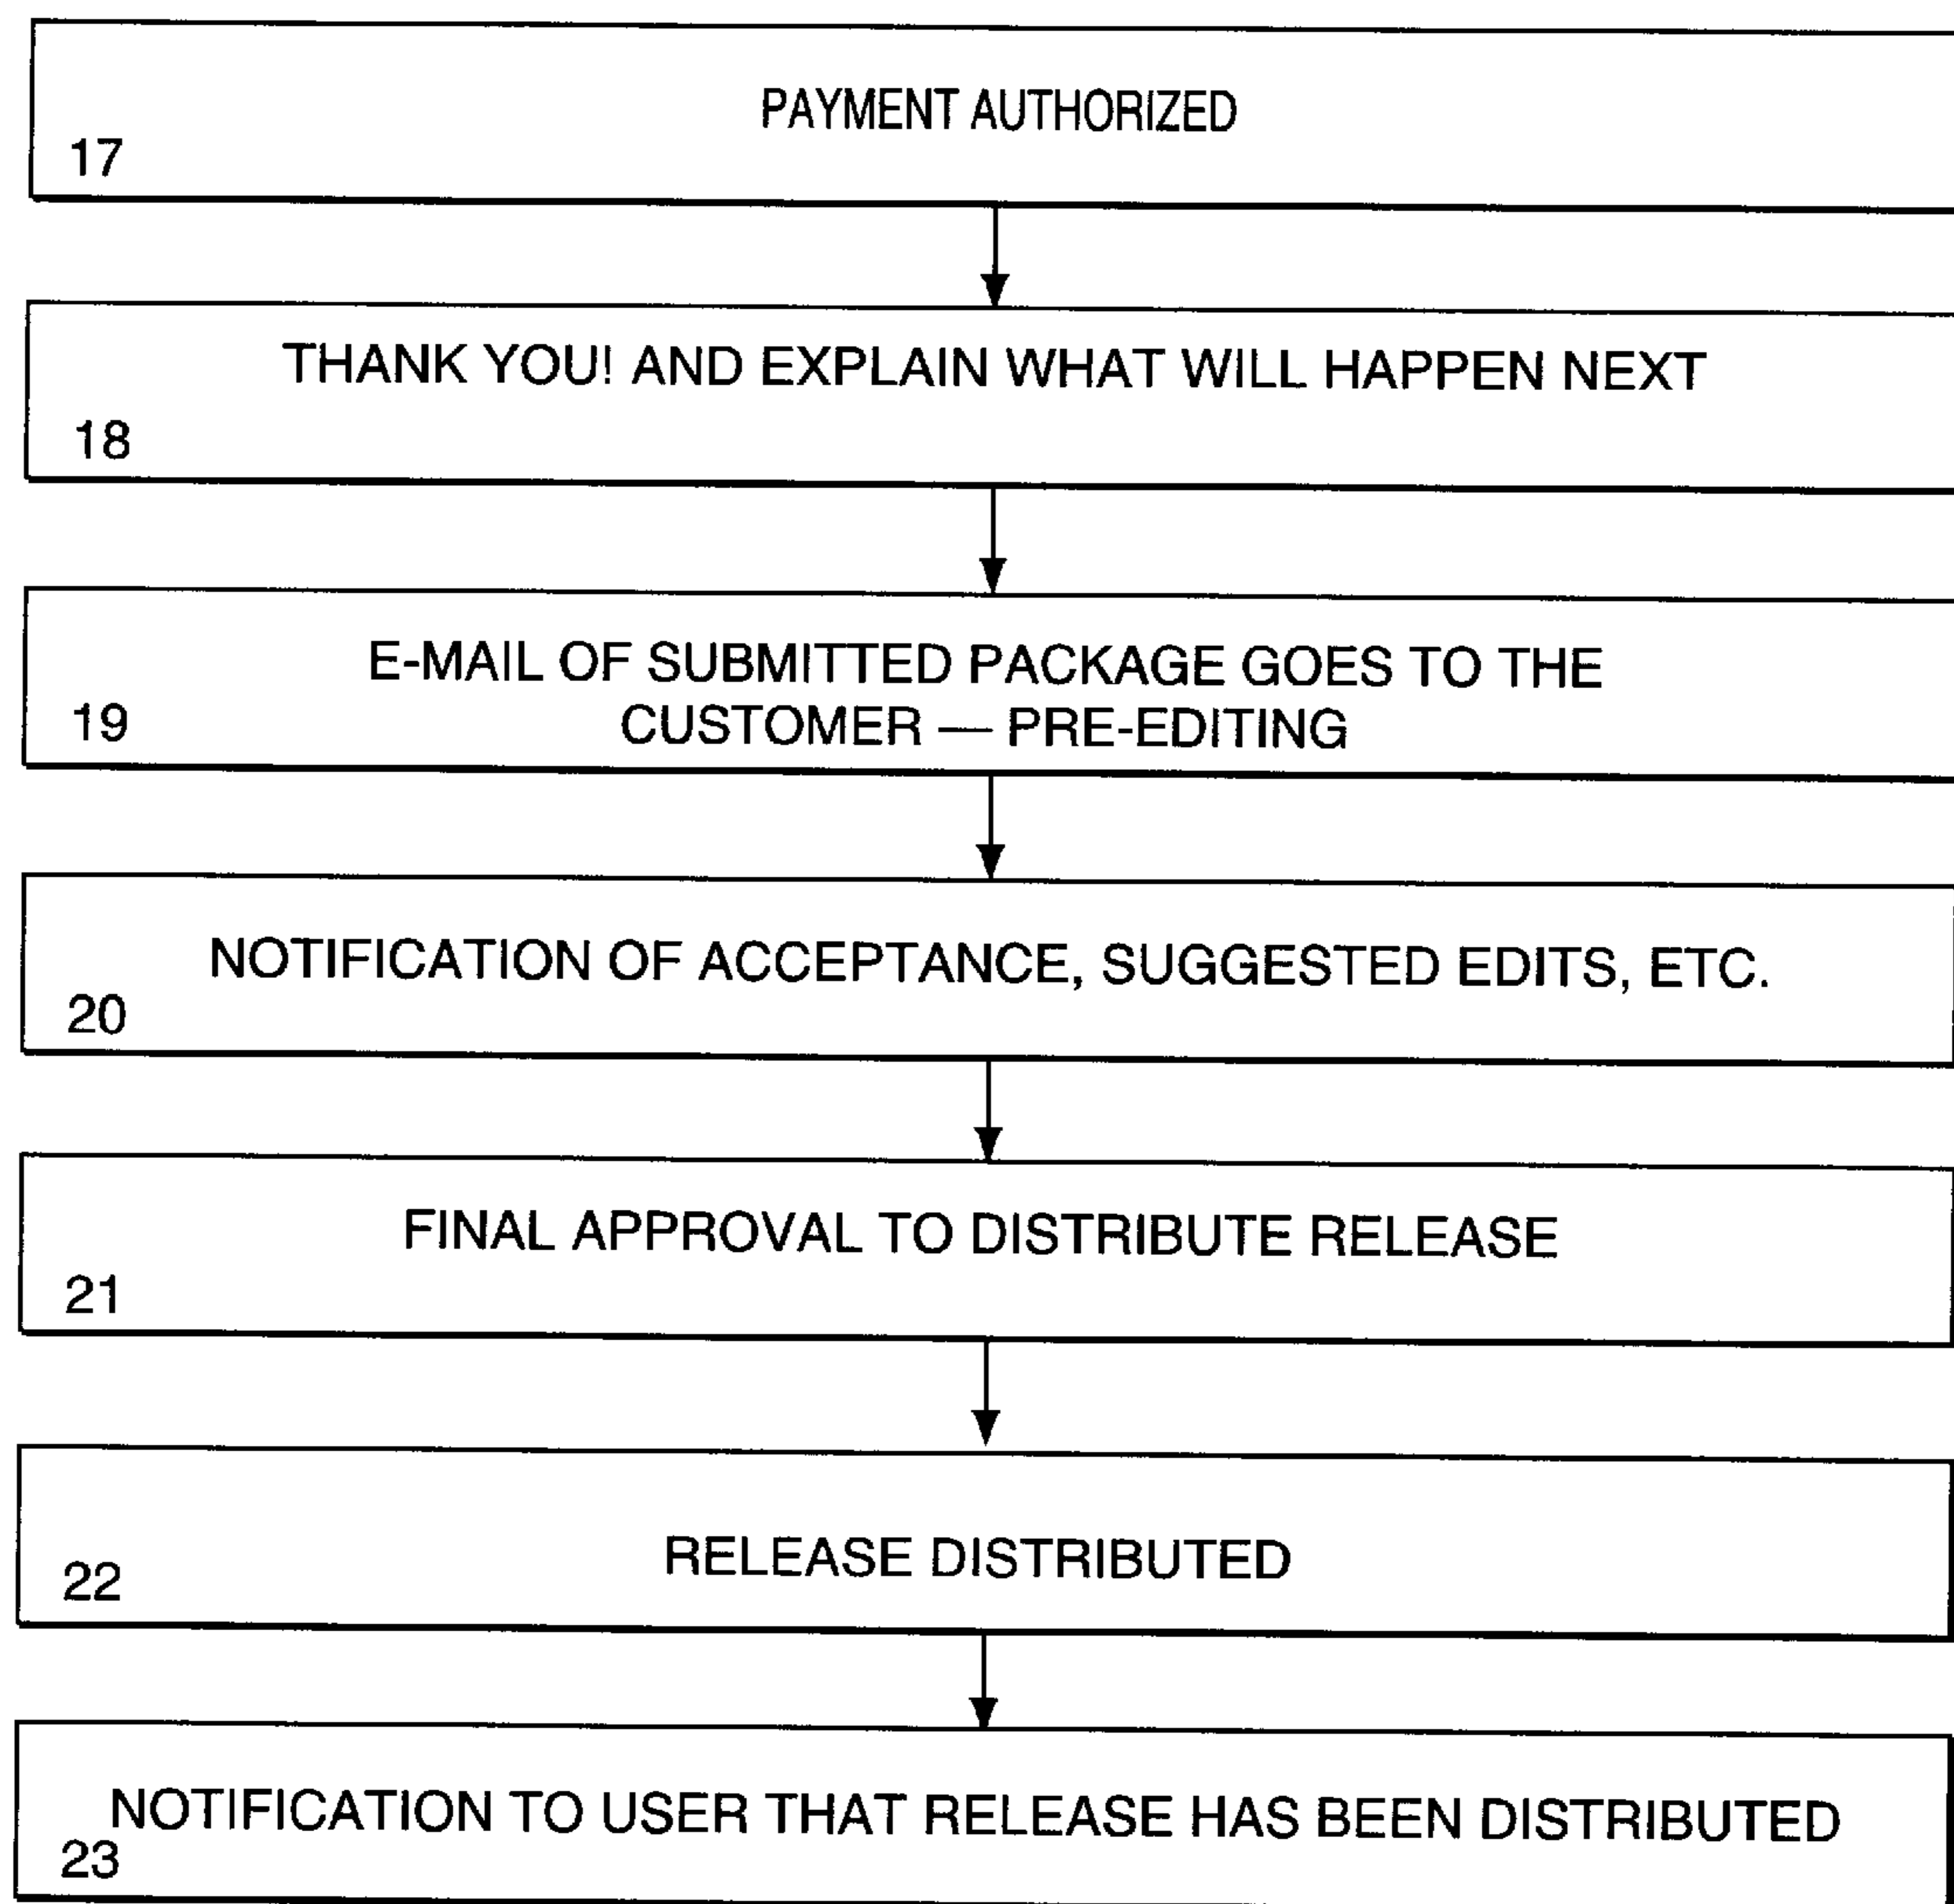 PAYMENT AUTHORIZED
17
THANK YOU! AND EXPLAIN WHAT WILL HAPPEN NEXT
18
E-MAIL OF SUBMITTED PACKAGE GOES TO THE
CUSTOMER — PRE-EDITING
19
NOTIFICATION OF ACCEPTANCE, SUGGESTED EDITS, ETC.
20
FINAL APPROVAL TO DISTRIBUTE RELEASE
21
RELEASE DISTRIBUTED
22
NOTIFICATION TO USER THAT RELEASE HAS BEEN DISTRIBUTED
23